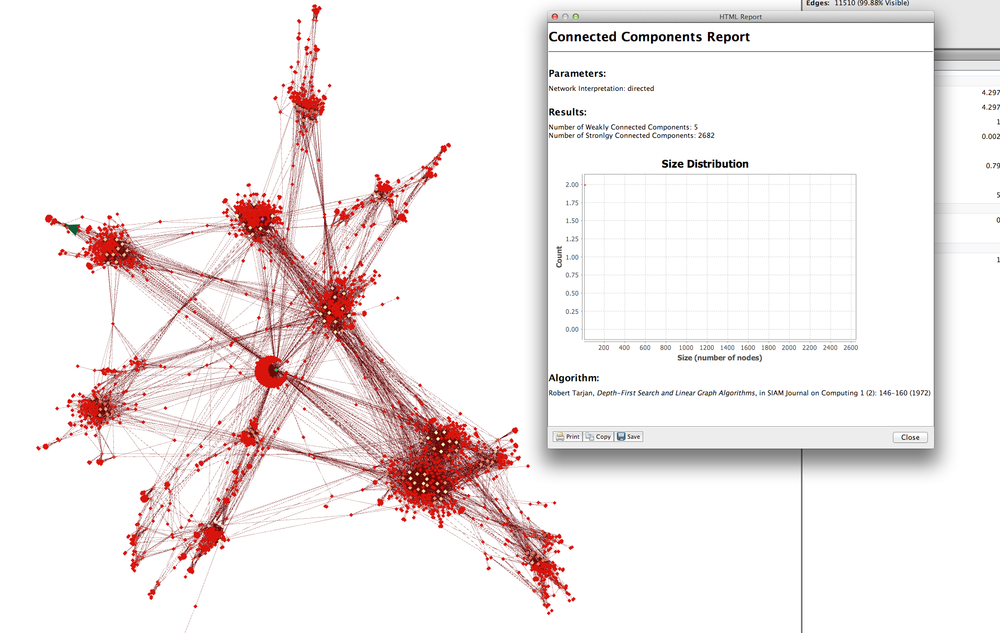 Edges: 11510 (99.88% Visible)
HTML Report
Connected Components Report
Parameters:
Network Interpretation: directed
Results:
Number of Weakly Connected Components: 5
Number of Stronlgy Connected Components: 2682
Size Distribution
2.00
1.75
1.50
1.25
1.00
0.75
0.50
0.25
0.00
Count
200 400 600 800 1000 1200 1400 1600 1800 2000 2200 2400 2600
Size (number of nodes)
Algorithm:
Robert Tarjan, Depth-First Search and Linear Graph Algorithms, in SIAM Journal on Computing 1 (2): 146-160 (1972)
Print Copy Save
Close
4.297
4.297
1
0.002
0.79
5
0
1